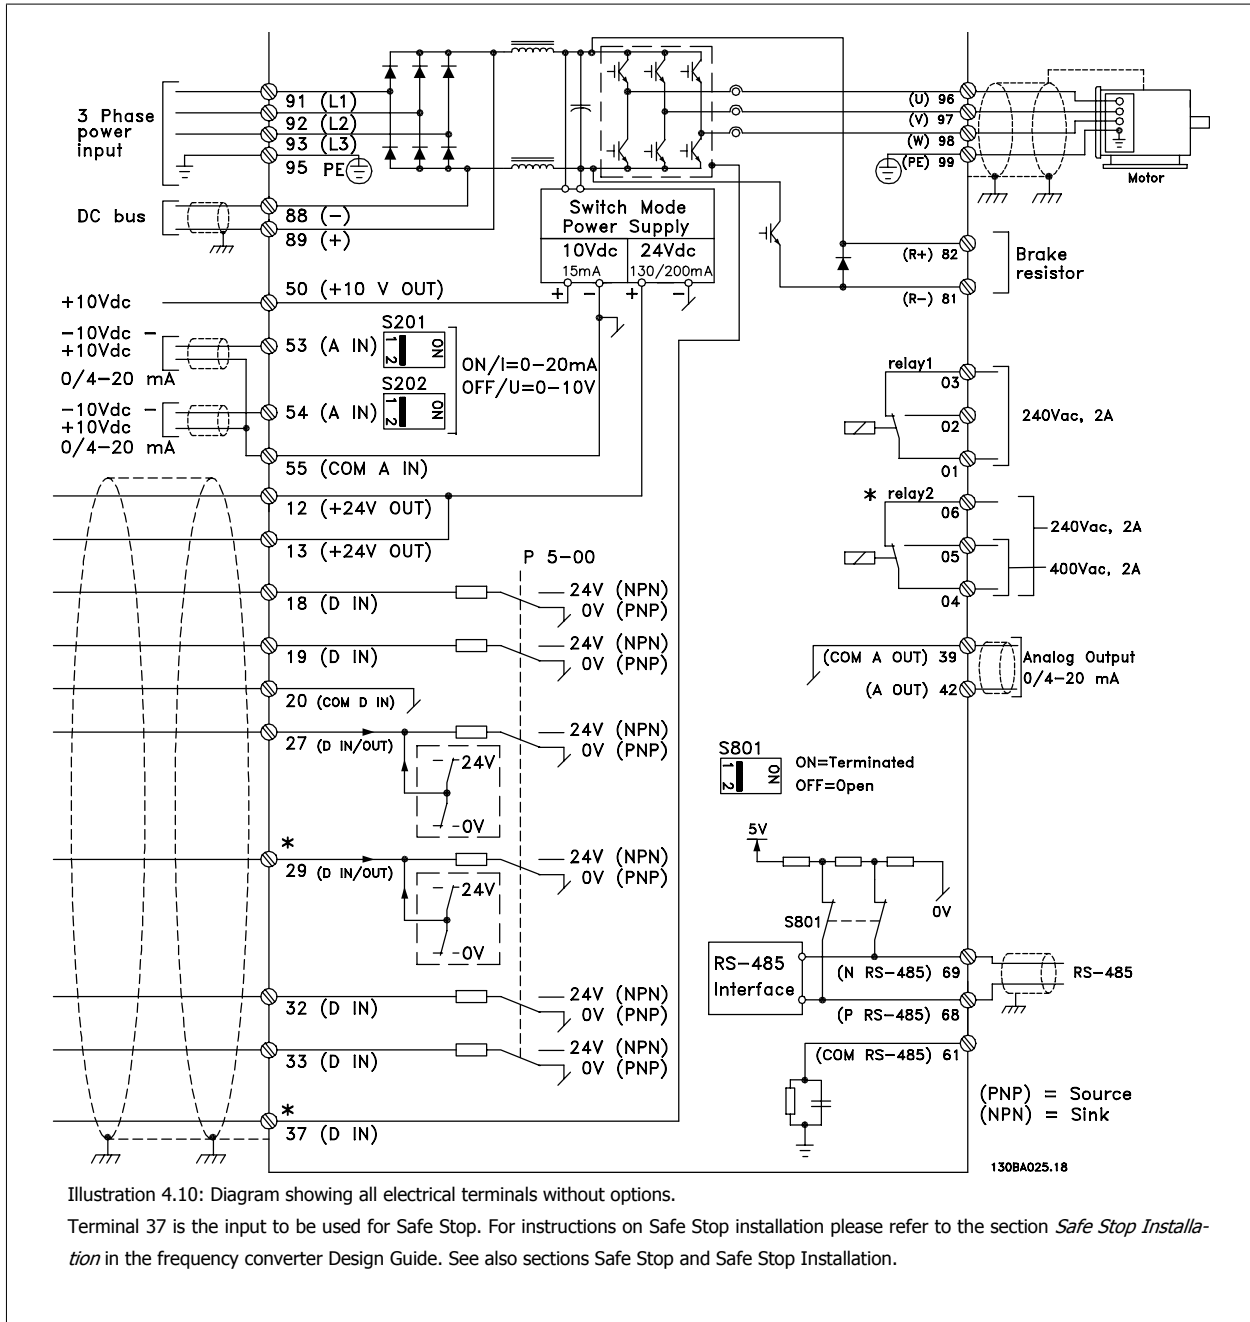 3 Phase
power
input
91 (L1)
92 (L2)
93 (L3)
95 PE
DC bus
88 (−)
89 (+)
Switch Mode
Power Supply
10Vdc
15mA
24Vdc
130/200mA
+ − + −
(U) 96
(V) 97
(W) 98
(PE) 99
Motor
(R+) 82
(R−) 81
Brake
resistor
+10Vdc
50 (+10 V OUT)
−10Vdc −
+10Vdc
0/4−20 mA
53 (A IN)
S201
1 2
ON
ON/I=0−20mA
OFF/U=0−10V
−10Vdc −
+10Vdc
0/4−20 mA
54 (A IN)
S202
1 2
ON
55 (COM A IN)
12 (+24V OUT)
13 (+24V OUT)
P 5-00
18 (D IN)
24V (NPN)
0V (PNP)
19 (D IN)
24V (NPN)
0V (PNP)
20 (COM D IN)
27 (D IN/OUT)
24V (NPN)
0V (PNP)
24V
0V
*
29 (D IN/OUT)
24V (NPN)
0V (PNP)
24V
0V
32 (D IN)
24V (NPN)
0V (PNP)
33 (D IN)
24V (NPN)
0V (PNP)
*
37 (D IN)
relay1
03
02
01
240Vac, 2A
* relay2
06
05
04
240Vac, 2A
400Vac, 2A
(COM A OUT) 39
(A OUT) 42
Analog Output
0/4−20 mA
S801
1 2
ON
ON=Terminated
OFF=Open
5V
0V
S801
RS−485
Interface
(N RS−485) 69
(P RS−485) 68
(COM RS−485) 61
RS−485
(PNP) = Source
(NPN) = Sink
130BA025.18
Illustration 4.10: Diagram showing all electrical terminals without options.
Terminal 37 is the input to be used for Safe Stop. For instructions on Safe Stop installation please refer to the section Safe Stop Installa-
tion in the frequency converter Design Guide. See also sections Safe Stop and Safe Stop Installation.